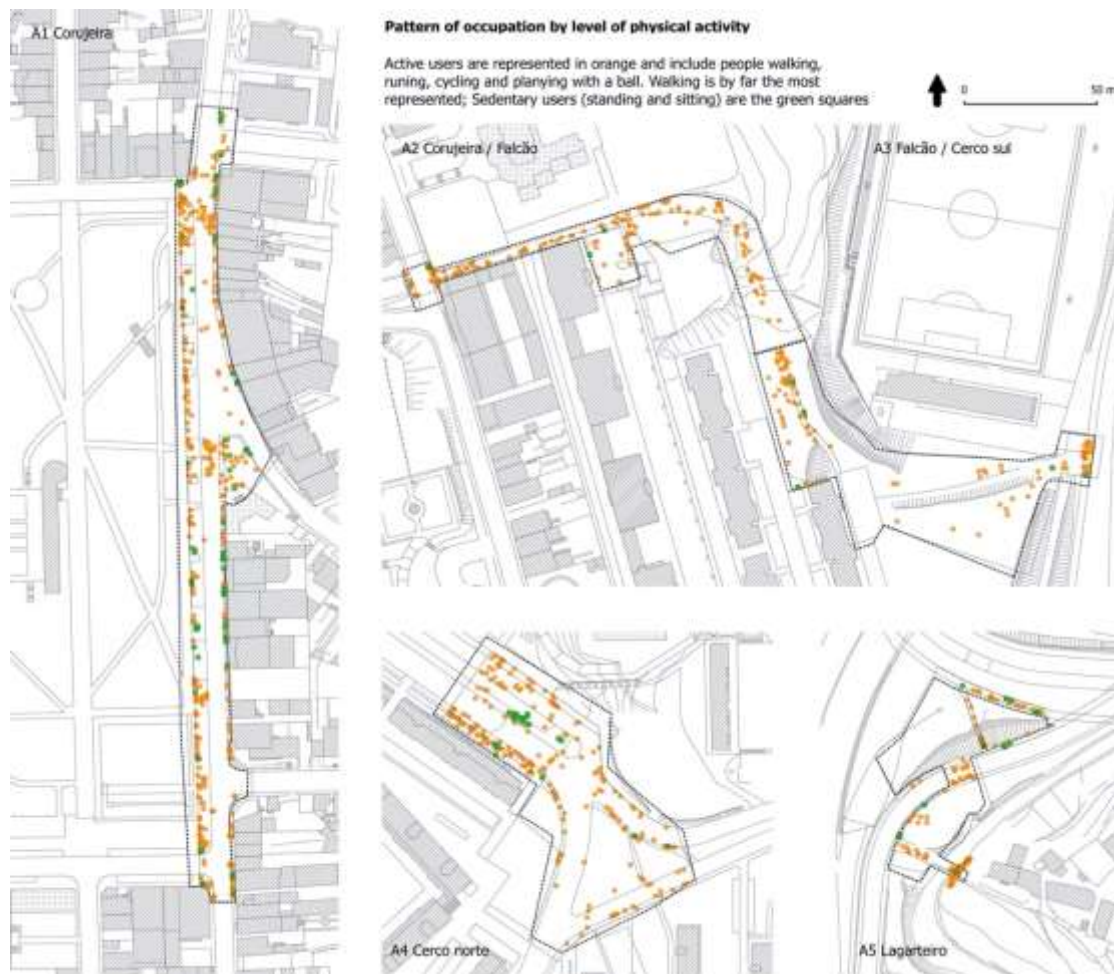 A1 Corujeira
Pattern of occupation by level of physical activity
Active users are represented in orange and include people walking,
runing, cycling and planying with a ball. Walking is by far the most
represented; Sedentary users (standing and sitting) are the green squares
0 50 m
A2 Corujeira / Falcão
A3 Falcão / Cerco sul
A4 Cerco norte
A5 Lagarteiro